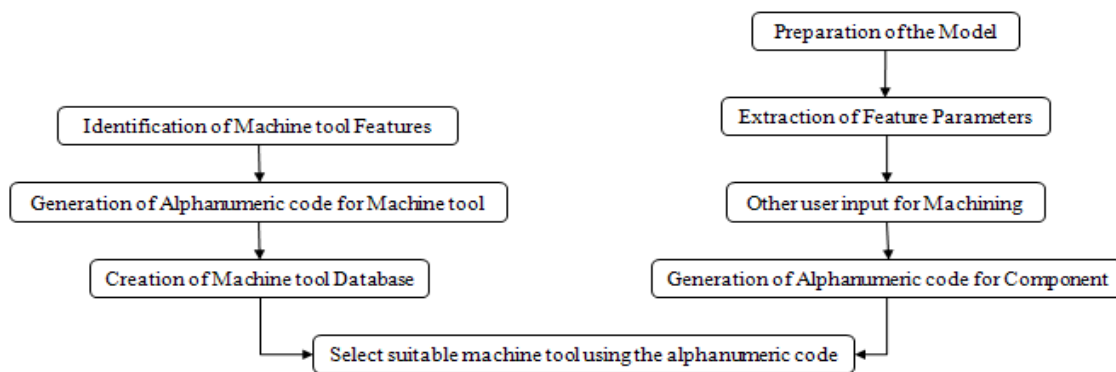 Preparation of the Model
Identification of Machine tool Features
Extraction of Feature Parameters
Generation of Alphanumeric code for Machine tool
Other user input for Machining
Creation of Machine tool Database
Generation of Alphanumeric code for Component
Select suitable machine tool using the alphanumeric code